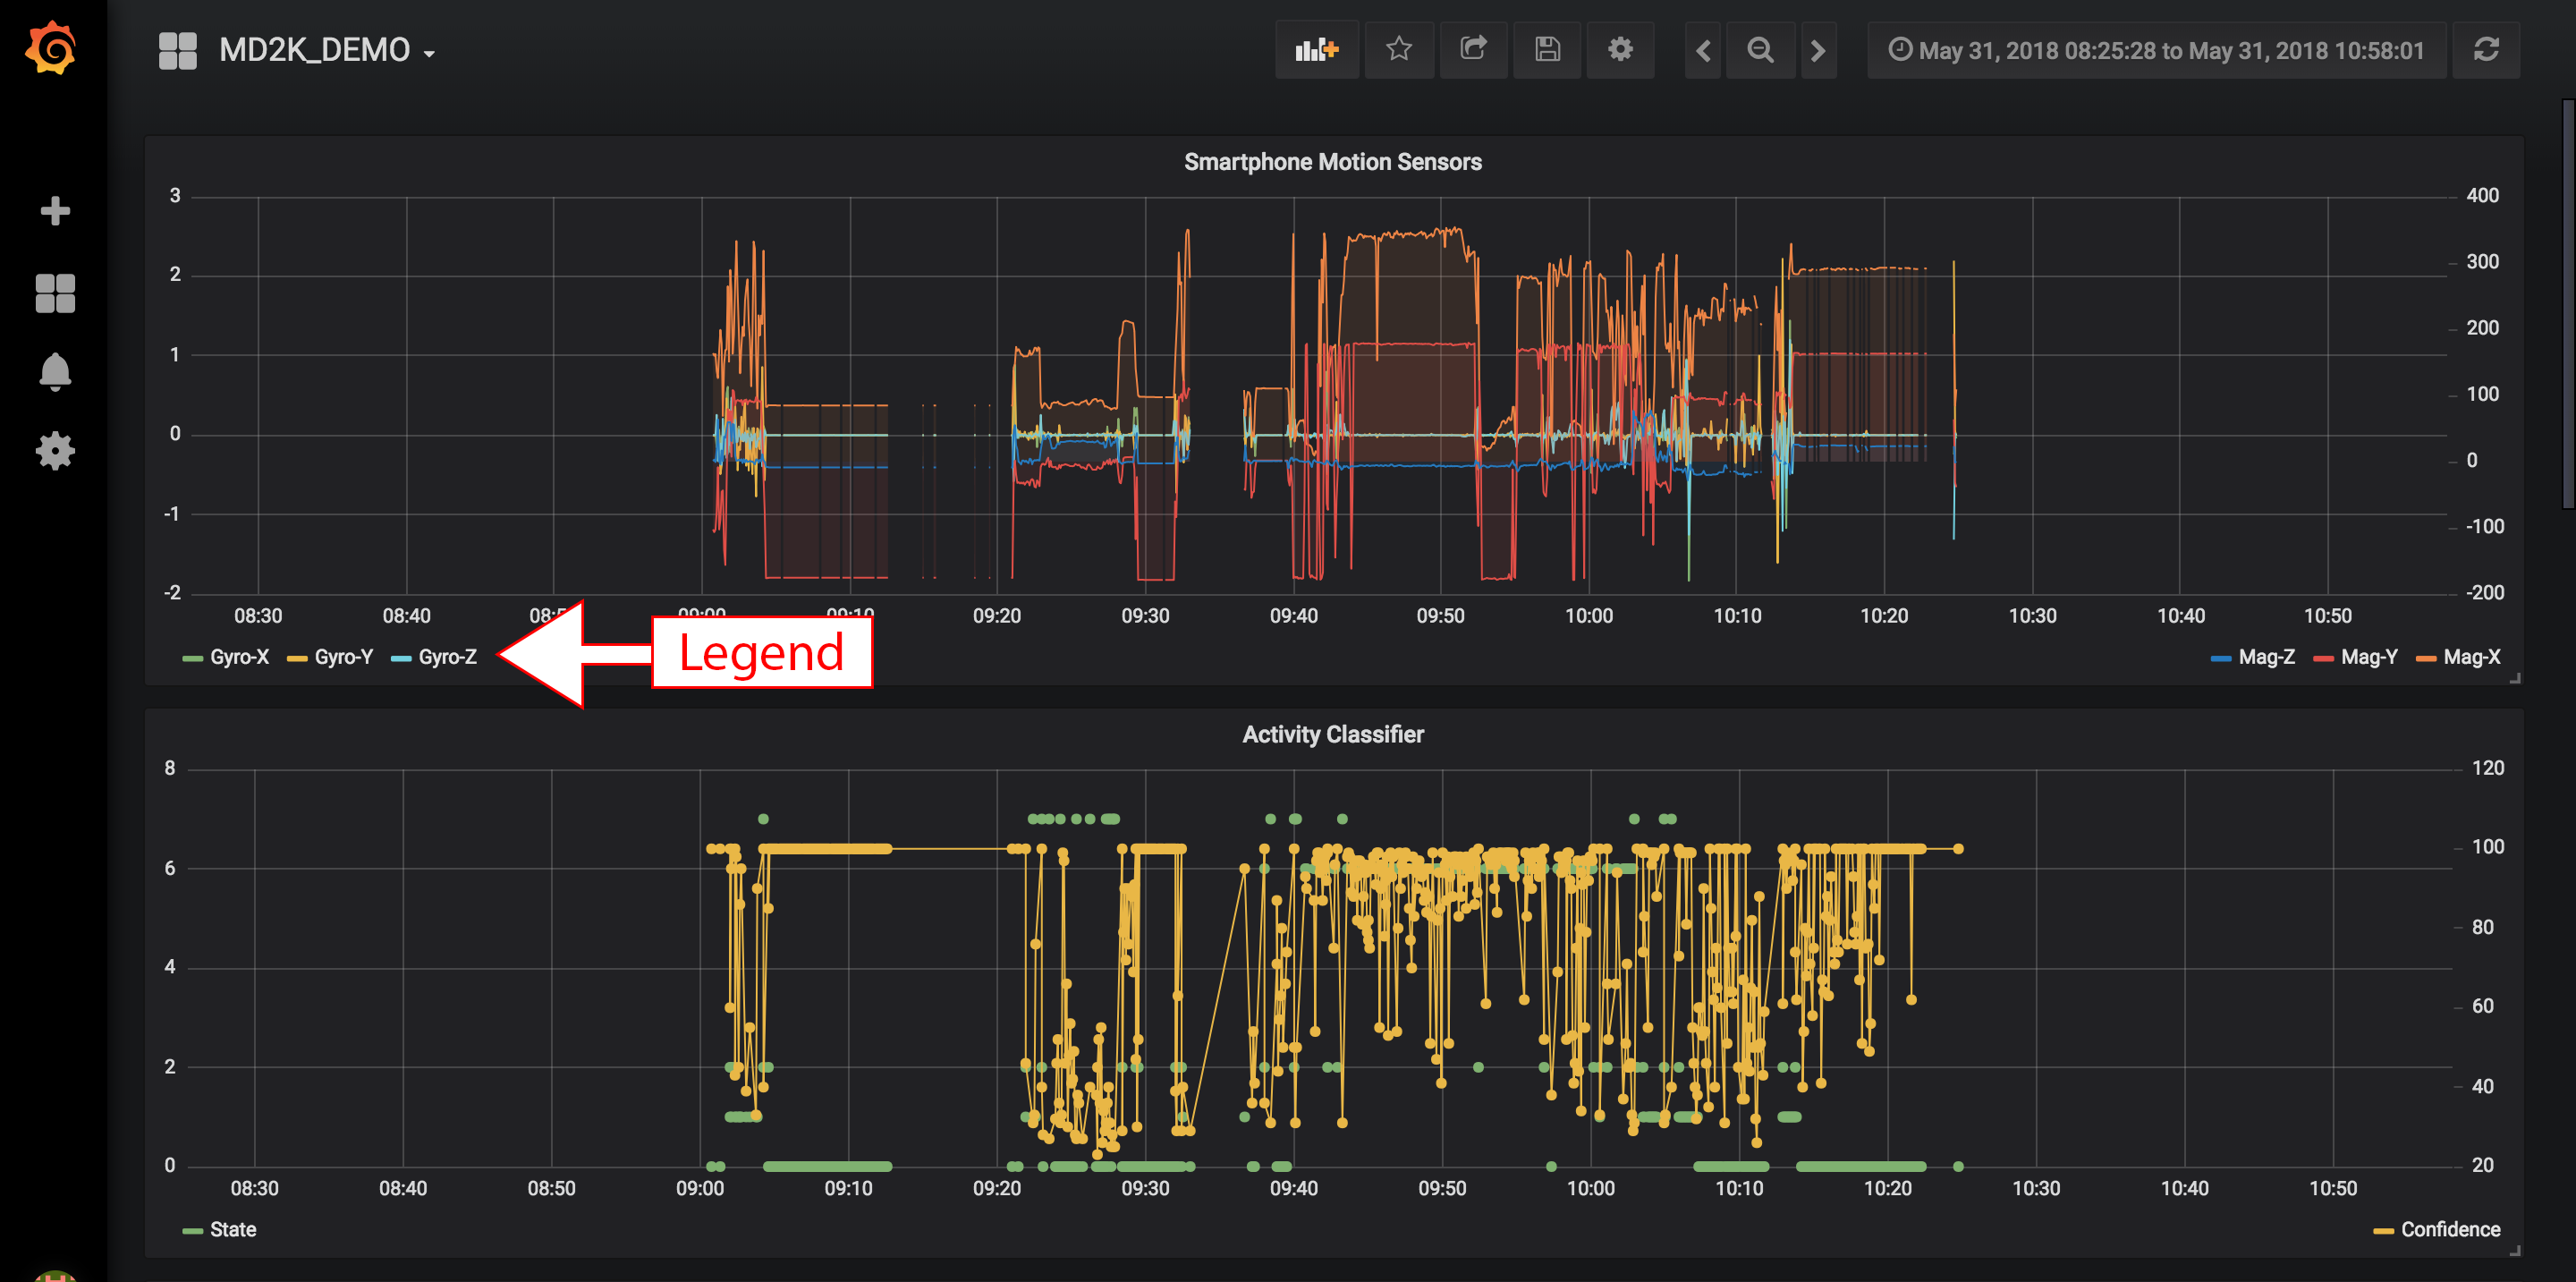 MD2K_DEMO
May 31, 2018 08:25:28 to May 31, 2018 10:58:01
Smartphone Motion Sensors
3 400
2 300
1 200
0 100
-1 0
-2 -100
-200
08:30 08:40 09:00 09:10 09:20 09:30 09:40 09:50 10:00 10:10 10:20 10:30 10:40 10:50
Gyro-X Gyro-Y Gyro-Z Legend Mag-Z Mag-Y Mag-X
Activity Classifier
8 120
6 100
4 80
2 60
0 40
20
08:30 08:40 08:50 09:00 09:10 09:20 09:30 09:40 09:50 10:00 10:10 10:20 10:30 10:40 10:50
State Confidence